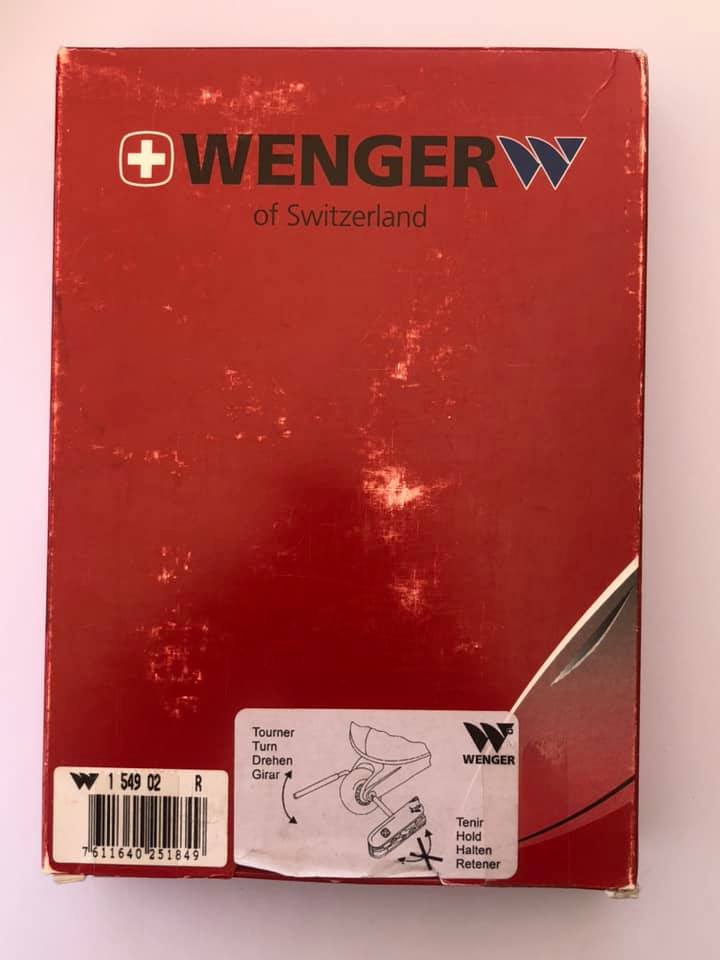 WENGER
of Switzerland
Tourner
Turn
Drehen
Girar
WENGER
Tenir
Hold
Halten
Retener
1 549 02 R
7 611640 251849